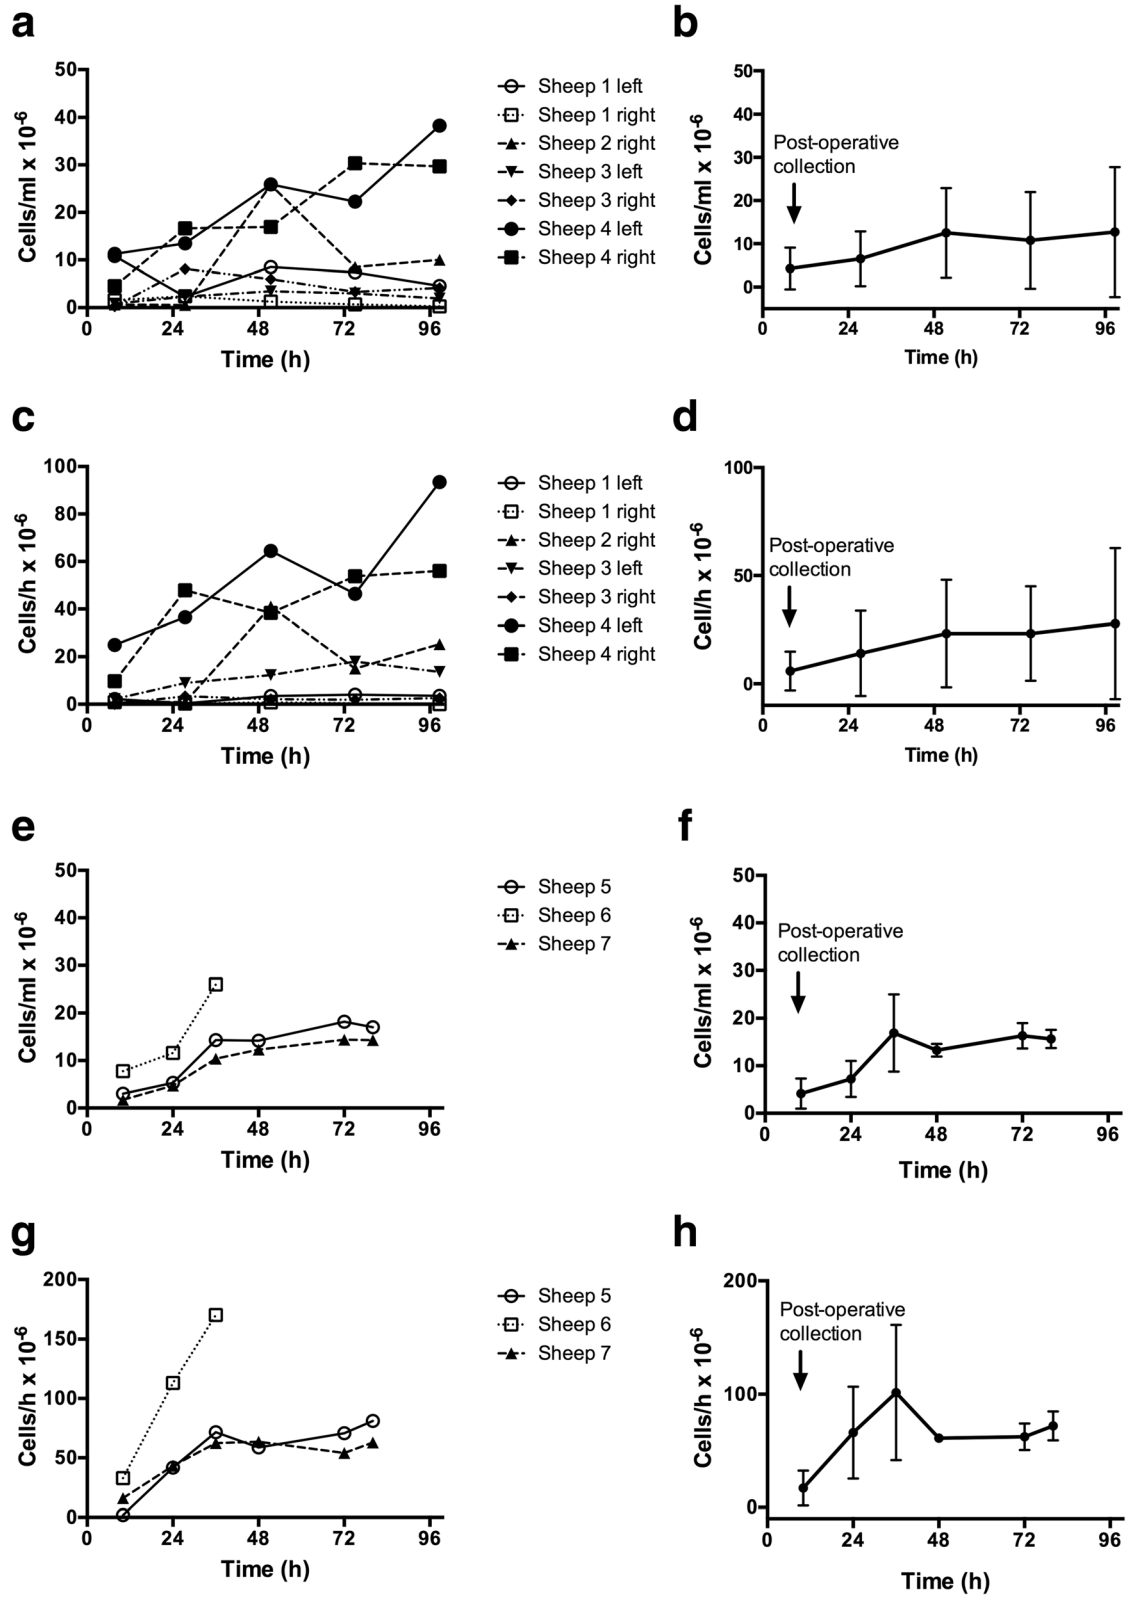 a
50
40
30
20
10
0
Cells/ml x 10-6
0 24 48 72 96
Time (h)
Sheep 1 left
Sheep 1 right
Sheep 2 right
Sheep 3 left
Sheep 3 right
Sheep 4 left
Sheep 4 right
b
50
40
30
20
10
0
Cells/ml x 10-6
Post-operative
collection
0 24 48 72 96
Time (h)
c
100
80
60
40
20
0
Cells/h x 10-6
0 24 48 72 96
Time (h)
Sheep 1 left
Sheep 1 right
Sheep 2 right
Sheep 3 left
Sheep 3 right
Sheep 4 left
Sheep 4 right
d
100
50
0
Cell/h x 10-6
Post-operative
collection
0 24 48 72 96
Time (h)
e
50
40
30
20
10
0
Cells/ml x 10-6
0 24 48 72 96
Time (h)
Sheep 5
Sheep 6
Sheep 7
f
50
40
30
20
10
0
Cells/ml x 10-6
Post-operative
collection
0 24 48 72 96
Time (h)
g
200
150
100
50
0
Cells/h x 10-6
0 24 48 72 96
Time (h)
Sheep 5
Sheep 6
Sheep 7
h
200
100
0
Cells/h x 10-6
Post-operative
collection
0 24 48 72 96
Time (h)